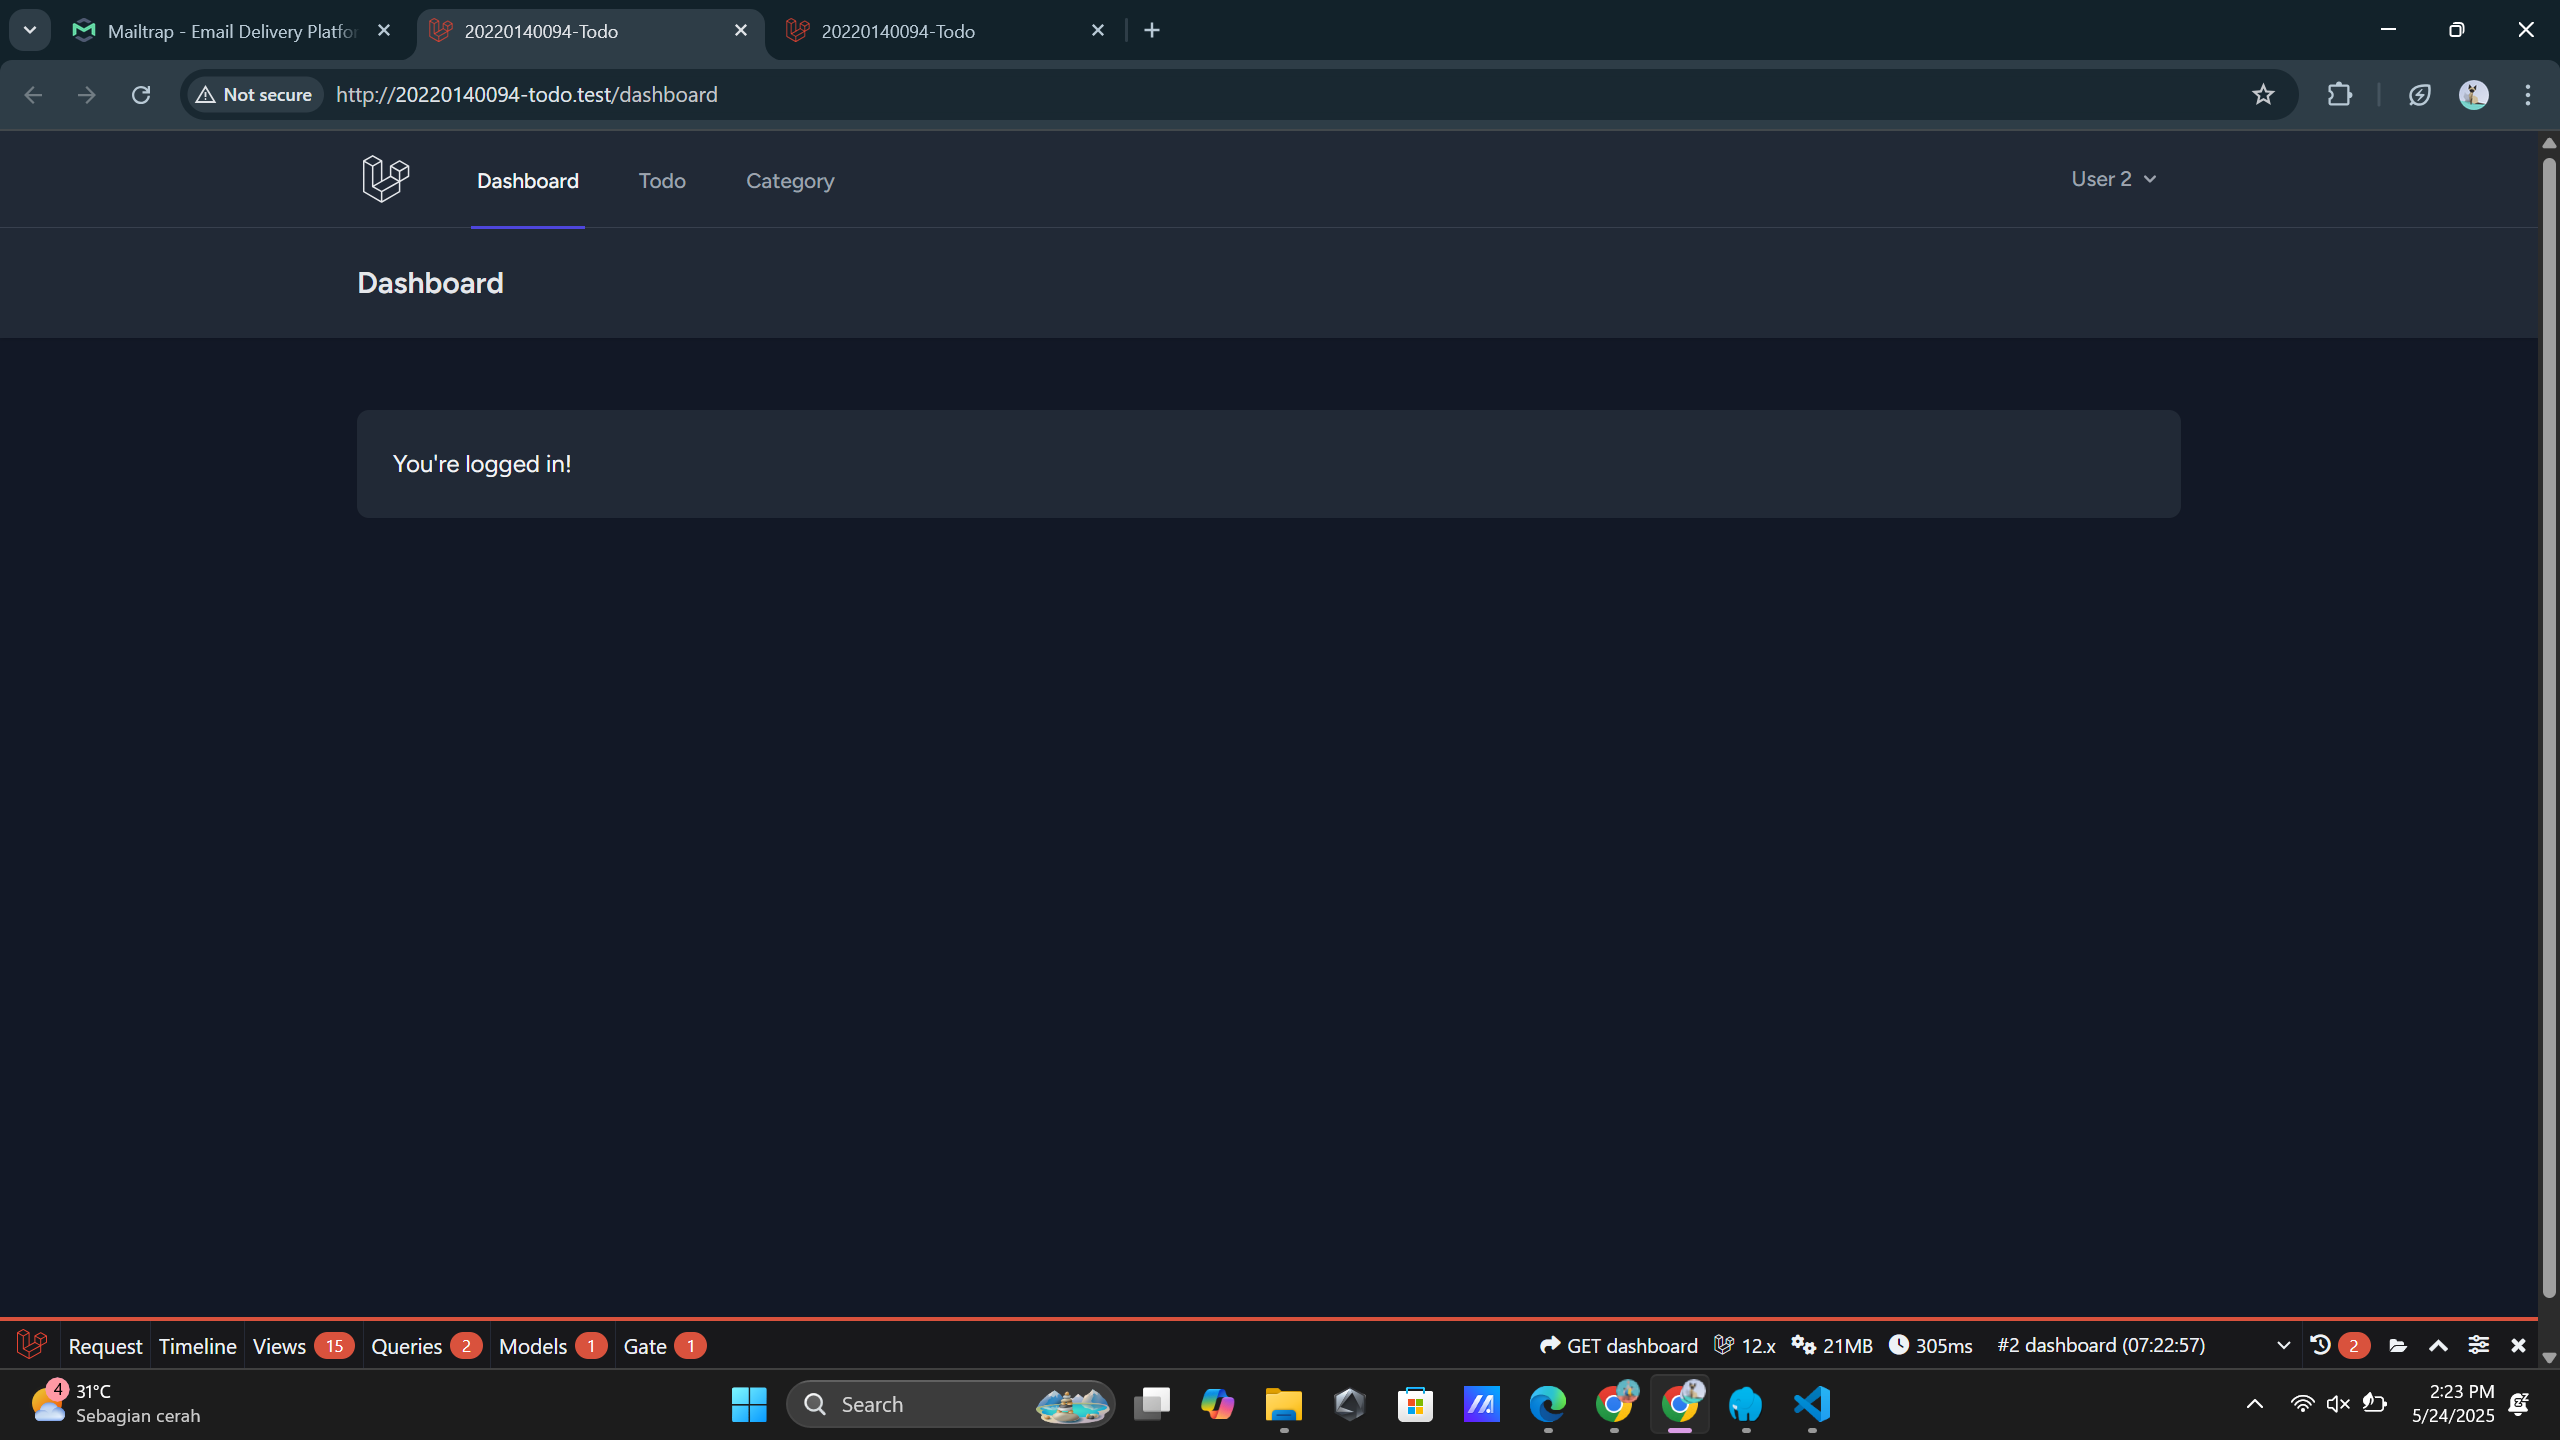 Mailtrap - Email Delivery Platfor
20220140094-Todo
20220140094-Todo
Not secure
http://20220140094-todo.test/dashboard
Dashboard
Todo
Category
User 2
Dashboard
You're logged in!
Request
Timeline
Views 15
Queries 2
Models 1
Gate 1
GET dashboard
12.x
21MB
305ms
#2 dashboard (07:22:57)
2
4
31°C
Sebagian cerah
Search
2:23 PM
5/24/2025